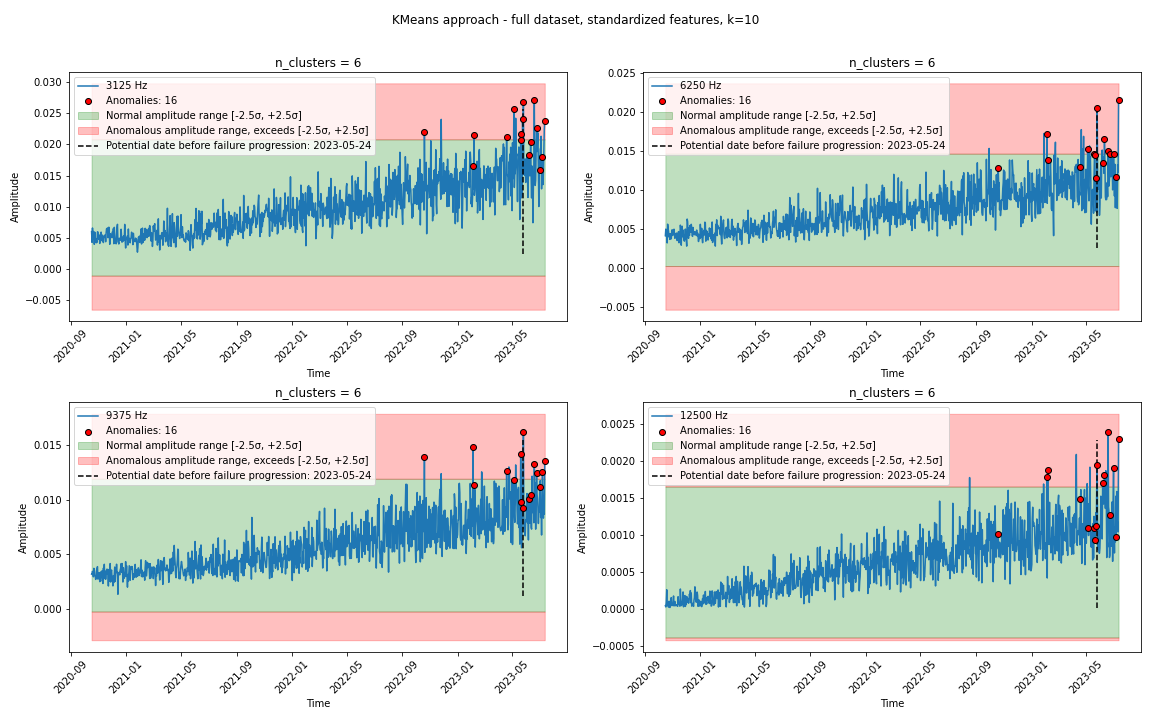 KMeans approach - full dataset, standardized features, k=10
n_clusters = 6
0.030
0.025
0.020
0.015
0.010
0.005
0.000
−0.005
Amplitude
3125 Hz
Anomalies: 16
Normal amplitude range [-2.5σ, +2.5σ]
Anomalous amplitude range, exceeds [-2.5σ, +2.5σ]
Potential date before failure progression: 2023-05-24
2020-09
2021-01
2021-05
2021-09
2022-01
2022-05
2022-09
2023-01
2023-05
Time
n_clusters = 6
0.025
0.020
0.015
0.010
0.005
0.000
−0.005
Amplitude
6250 Hz
Anomalies: 16
Normal amplitude range [-2.5σ, +2.5σ]
Anomalous amplitude range, exceeds [-2.5σ, +2.5σ]
Potential date before failure progression: 2023-05-24
2020-09
2021-01
2021-05
2021-09
2022-01
2022-05
2022-09
2023-01
2023-05
Time
n_clusters = 6
0.015
0.010
0.005
0.000
Amplitude
9375 Hz
Anomalies: 16
Normal amplitude range [-2.5σ, +2.5σ]
Anomalous amplitude range, exceeds [-2.5σ, +2.5σ]
Potential date before failure progression: 2023-05-24
2020-09
2021-01
2021-05
2021-09
2022-01
2022-05
2022-09
2023-01
2023-05
Time
n_clusters = 6
0.0025
0.0020
0.0015
0.0010
0.0005
0.0000
−0.0005
Amplitude
12500 Hz
Anomalies: 16
Normal amplitude range [-2.5σ, +2.5σ]
Anomalous amplitude range, exceeds [-2.5σ, +2.5σ]
Potential date before failure progression: 2023-05-24
2020-09
2021-01
2021-05
2021-09
2022-01
2022-05
2022-09
2023-01
2023-05
Time